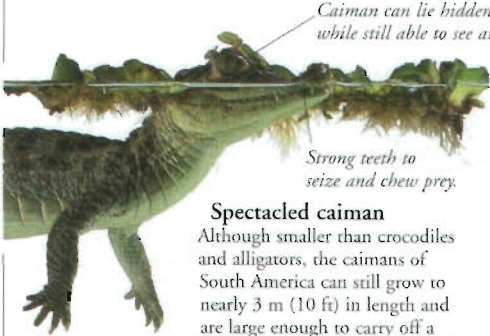 Caiman can lie hidden
while still able to see
Strong teeth to
seize and chew prey.
Spectacled caiman
Although smaller than crocodiles
and alligators, the caimans of
South America can still grow to
nearly 3 m (10 ft) in length and
are large enough to carry off a